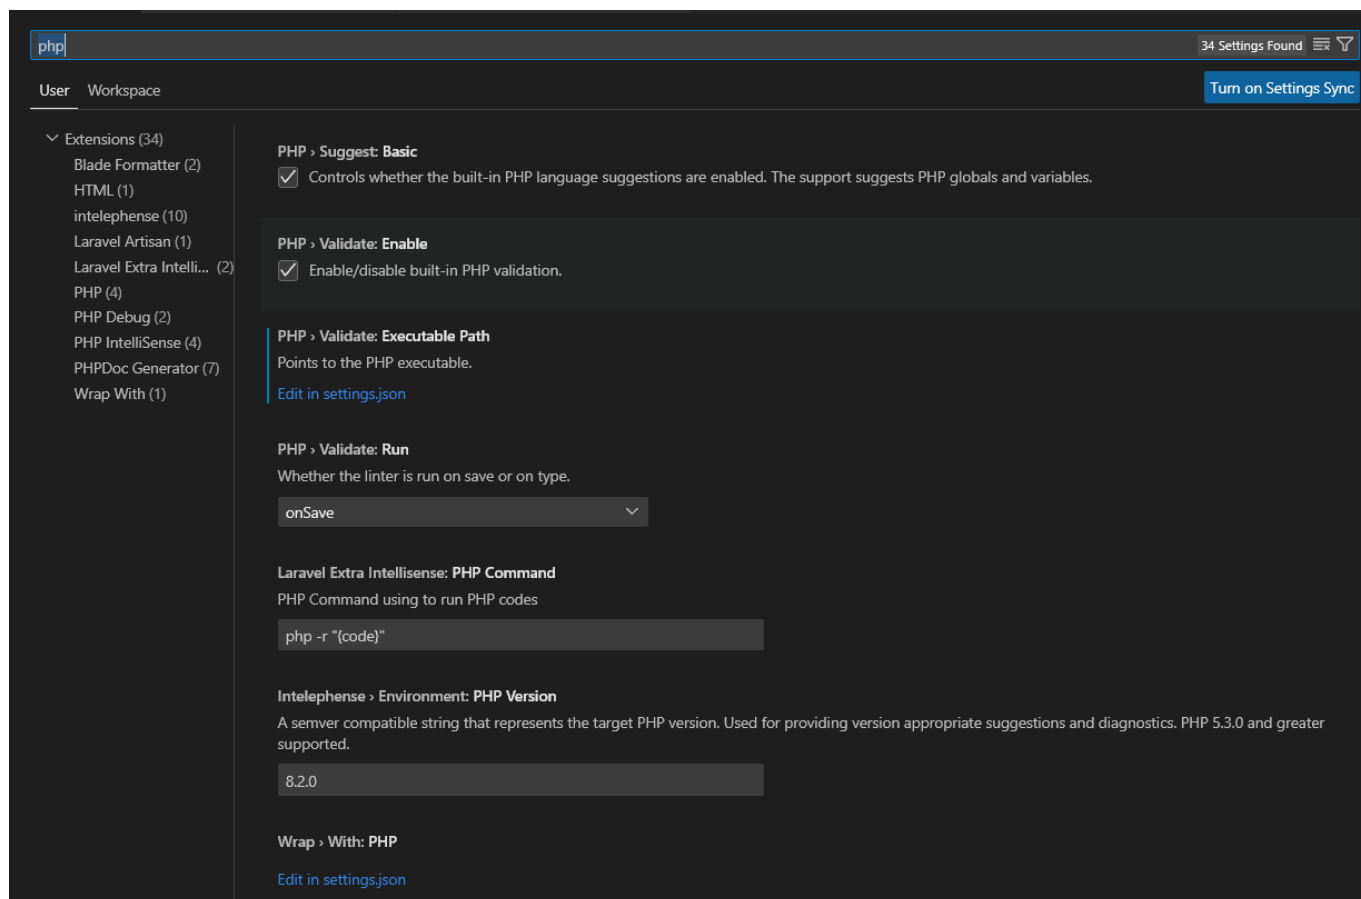 php
34 Settings Found
User Workspace
Turn on Settings Sync
Extensions (34)
Blade Formatter (2)
HTML (1)
intelephense (10)
Laravel Artisan (1)
Laravel Extra Intelli... (2)
PHP (4)
PHP Debug (2)
PHP IntelliSense (4)
PHPDoc Generator (7)
Wrap With (1)
PHP › Suggest: Basic
Controls whether the built-in PHP language suggestions are enabled. The support suggests PHP globals and variables.
PHP › Validate: Enable
Enable/disable built-in PHP validation.
PHP › Validate: Executable Path
Points to the PHP executable.
Edit in settings.json
PHP › Validate: Run
Whether the linter is run on save or on type.
onSave
Laravel Extra Intellisense: PHP Command
PHP Command using to run PHP codes
php -r "{code}"
Intelephense › Environment: PHP Version
A semver compatible string that represents the target PHP version. Used for providing version appropriate suggestions and diagnostics. PHP 5.3.0 and greater
supported.
8.2.0
Wrap › With: PHP
Edit in settings.json